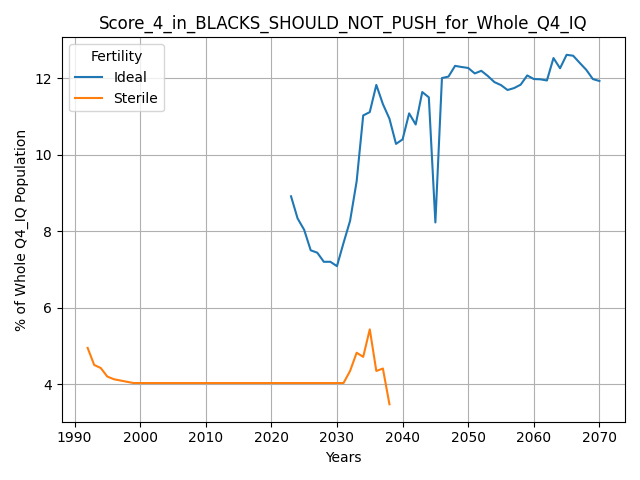 Score_4_in_BLACKS_SHOULD_NOT_PUSH_for_Whole_Q4_IQ
Fertility
Ideal
Sterile
% of Whole Q4_IQ Population
12
10
8
6
4
1990 2000 2010 2020 2030 2040 2050 2060 2070
Years